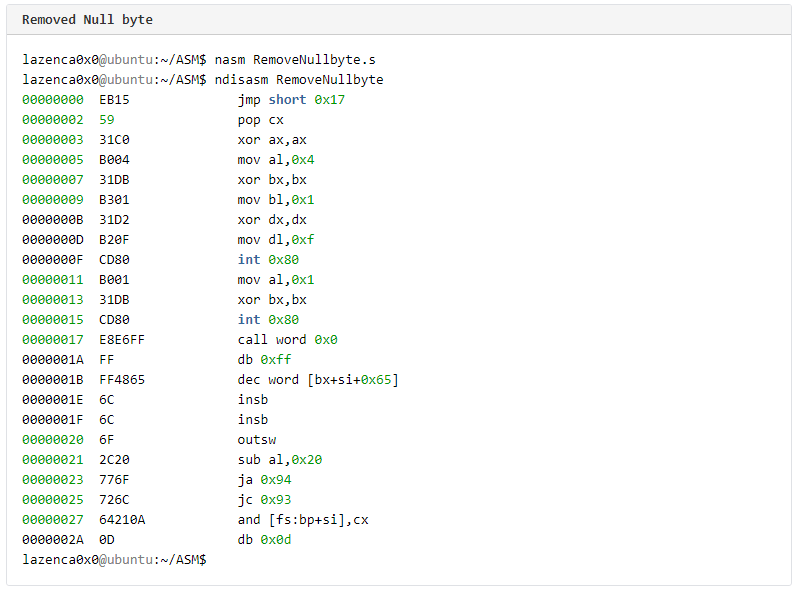 Removed Null byte
lazenca0x0@ubuntu:~/ASM$ nasm RemoveNullbyte.s
lazenca0x0@ubuntu:~/ASM$ ndisasm RemoveNullbyte
00000000  EB15              jmp short 0x17
00000002  59                pop cx
00000003  31C0              xor ax,ax
00000005  B004              mov al,0x4
00000007  31DB              xor bx,bx
00000009  B301              mov bl,0x1
0000000B  31D2              xor dx,dx
0000000D  B20F              mov dl,0xf
0000000F  CD80              int 0x80
00000011  B001              mov al,0x1
00000013  31DB              xor bx,bx
00000015  CD80              int 0x80
00000017  E8E6FF            call word 0x0
0000001A  FF                db 0xff
0000001B  FF4865            dec word [bx+si+0x65]
0000001E  6C                insb
0000001F  6C                insb
00000020  6F                outsw
00000021  2C20              sub al,0x20
00000023  776F              ja 0x94
00000025  726C              jc 0x93
00000027  64210A            and [fs:bp+si],cx
0000002A  0D                db 0x0d
lazenca0x0@ubuntu:~/ASM$